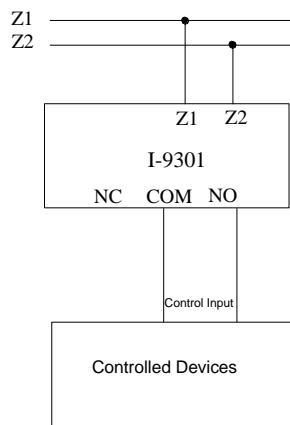 Z1
Z2
Z1 Z2
I-9301
NC COM NO
Control Input
Controlled Devices